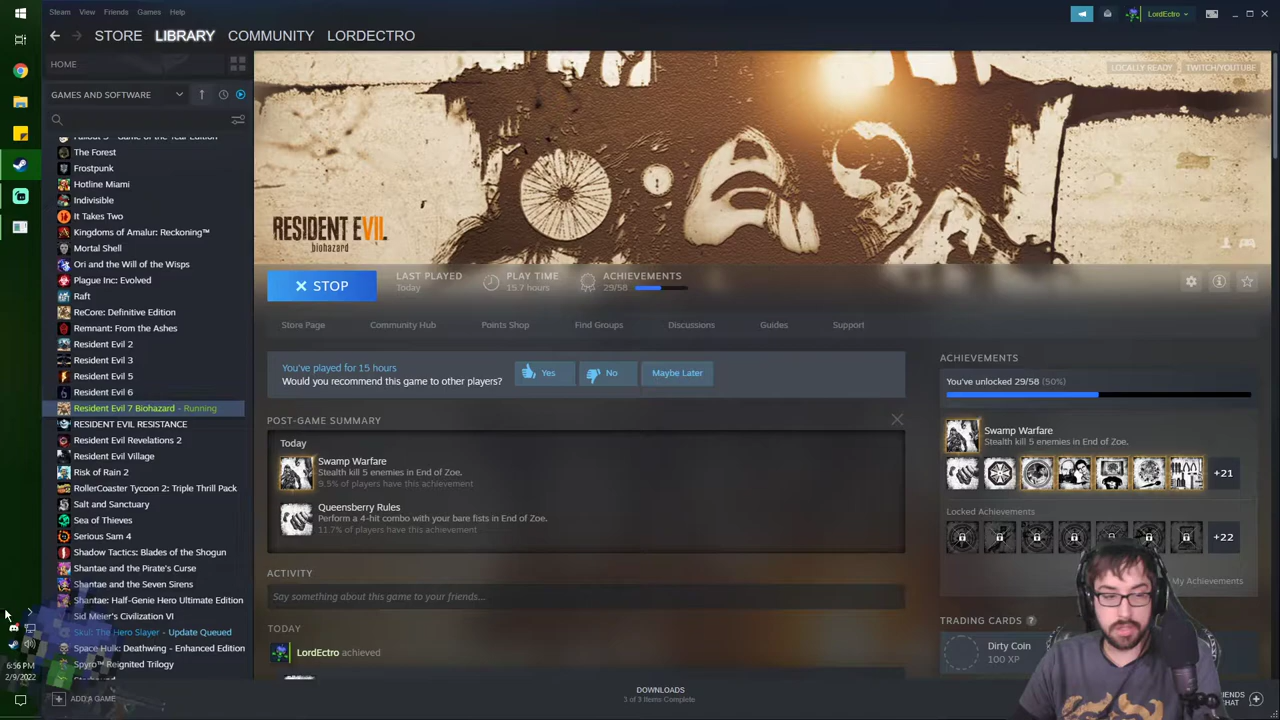 Steam View Friends Games Help
LordEctro
STORE LIBRARY COMMUNITY LORDECTRO
HOME
LOCALLY READY TWITCH/YOUTUBE
GAMES AND SOFTWARE
The Forest
Frostpunk
Hotline Miami
Indivisible
It Takes Two
Kingdoms of Amalur: Reckoning™
Mortal Shell
Ori and the Will of the Wisps
Plague Inc: Evolved
Raft
ReCore: Definitive Edition
Remnant: From the Ashes
Resident Evil 2
Resident Evil 3
Resident Evil 5
Resident Evil 6
Resident Evil 7 Biohazard - Running
RESIDENT EVIL RESISTANCE
Resident Evil Revelations 2
Resident Evil Village
Risk of Rain 2
RollerCoaster Tycoon 2: Triple Thrill Pack
Salt and Sanctuary
Sea of Thieves
Serious Sam 4
Shadow Tactics: Blades of the Shogun
Shantae and the Pirate's Curse
Shantae and the Seven Sirens
Shantae: Half-Genie Hero Ultimate Edition
Sid Meier's Civilization VI
Skul: The Hero Slayer - Update Queued
Space Hulk: Deathwing - Enhanced Edition
Spyro™ Reignited Trilogy
ADD A GAME
6:56 PM
2/9/2022
RESIDENT EVIL
biohazard
STOP
LAST PLAYED
Today
PLAY TIME
15.7 hours
ACHIEVEMENTS
29/58
Store Page Community Hub Points Shop Find Groups Discussions Guides Support
You've played for 15 hours
Would you recommend this game to other players?
Yes No Maybe Later
POST-GAME SUMMARY
Today
Swamp Warfare
Stealth kill 5 enemies in End of Zoe.
9.5% of players have this achievement
Queensberry Rules
Perform a 4-hit combo with your bare fists in End of Zoe.
11.7% of players have this achievement
ACTIVITY
Say something about this game to your friends...
TODAY
LordEctro achieved
DOWNLOADS
3 of 3 Items Complete
ACHIEVEMENTS
You've unlocked 29/58 (50%)
Swamp Warfare
Stealth kill 5 enemies in End of Zoe.
+21
Locked Achievements
+22
My Achievements
TRADING CARDS ?
Dirty Coin
100 XP